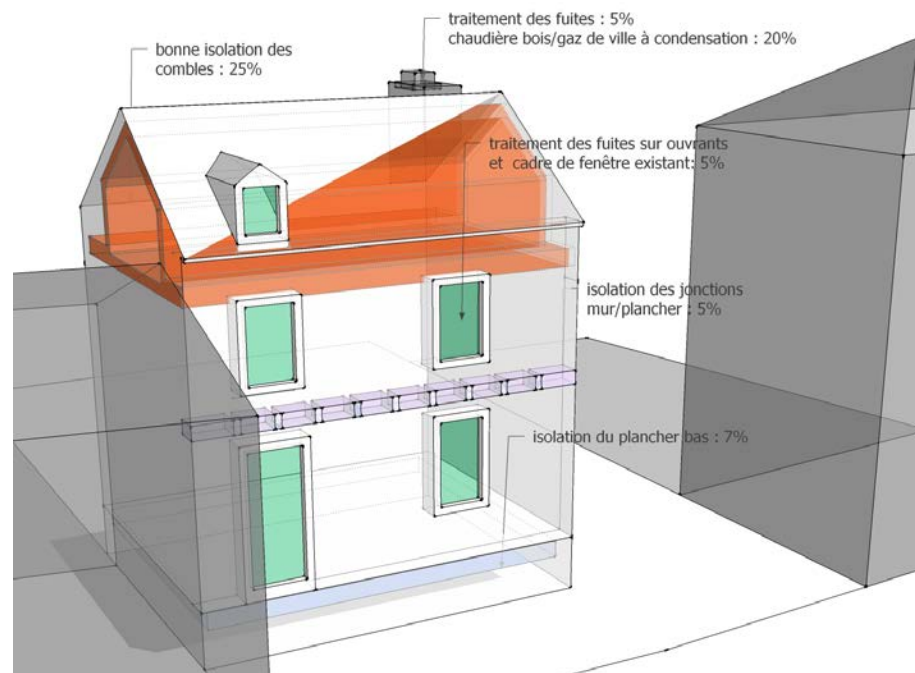 traitement des fuites : 5%
chaudière bois/gaz de ville à condensation : 20%
bonne isolation des
combles : 25%
traitement des fuites sur ouvrants
et cadre de fenêtre existant: 5%
isolation des jonctions
mur/plancher : 5%
isolation du plancher bas : 7%